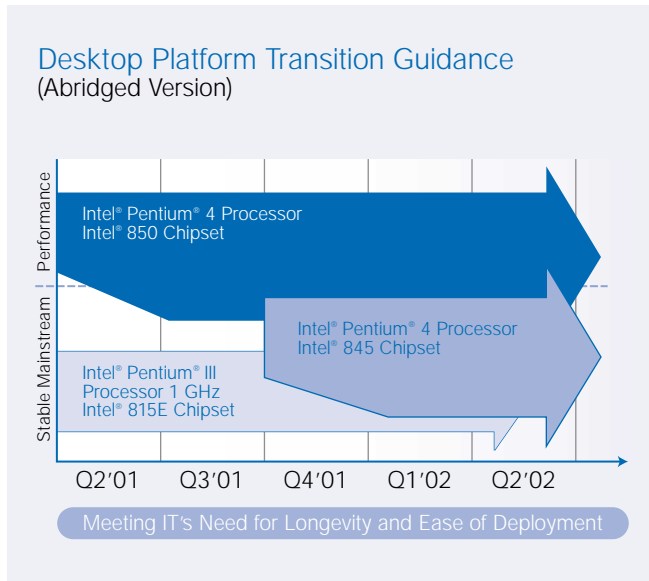 Desktop Platform Transition Guidance
(Abridged Version)
Performance
Intel® Pentium® 4 Processor
Intel® 850 Chipset
Stable Mainstream
Intel® Pentium® 4 Processor
Intel® 845 Chipset
Intel® Pentium® III
Processor 1 GHz
Intel® 815E Chipset
Q2'01 Q3'01 Q4'01 Q1'02 Q2'02
Meeting IT's Need for Longevity and Ease of Deployment